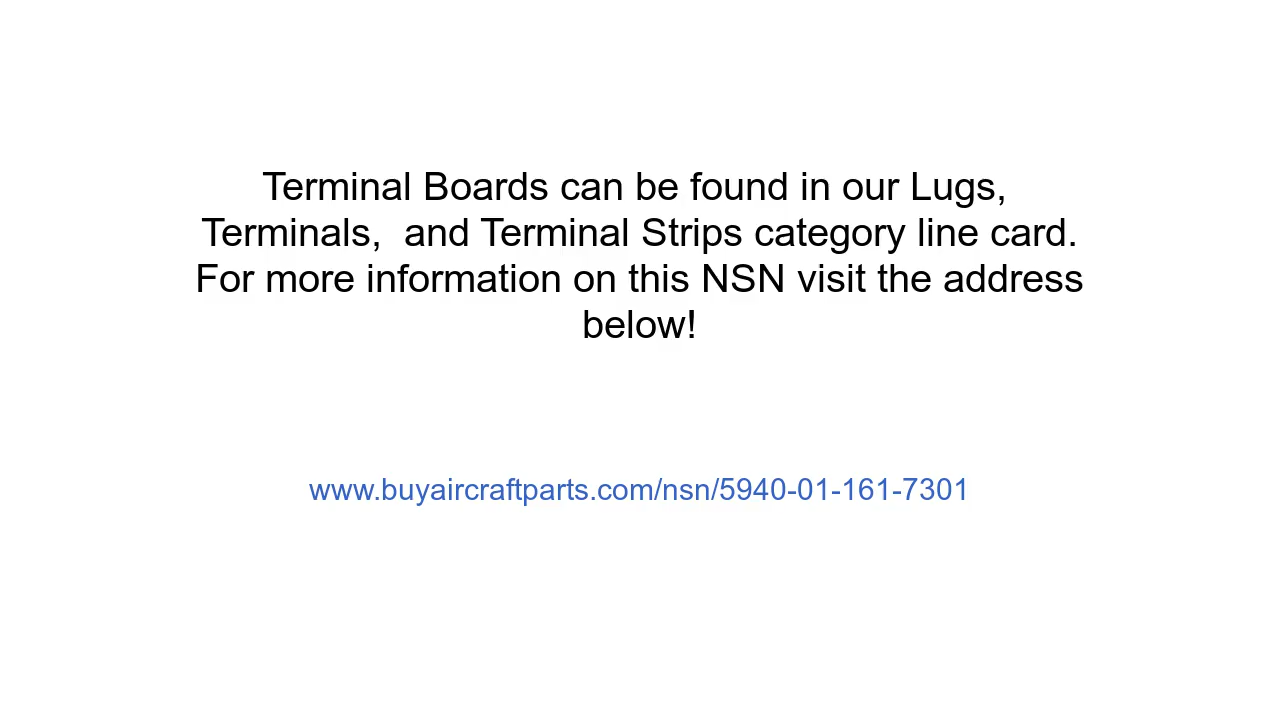 Terminal Boards can be found in our Lugs,
Terminals,  and Terminal Strips category line card.
For more information on this NSN visit the address
below!
www.buyaircraftparts.com/nsn/5940-01-161-7301